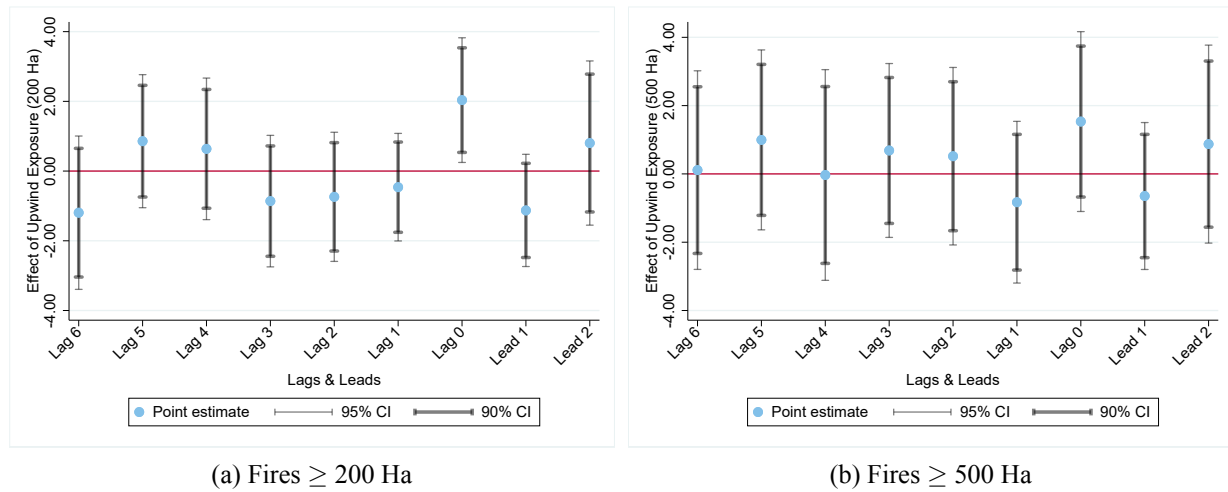 Effect of Upwind Exposure (200 Ha)
4.00
2.00
0.00
-2.00
-4.00
Lag 6
Lag 5
Lag 4
Lag 3
Lag 2
Lag 1
Lag 0
Lead 1
Lead 2
Lags & Leads
Point estimate 95% CI 90% CI
(a) Fires ≥ 200 Ha
Effect of Upwind Exposure (500 Ha)
4.00
2.00
0.00
-2.00
-4.00
Lag 6
Lag 5
Lag 4
Lag 3
Lag 2
Lag 1
Lag 0
Lead 1
Lead 2
Lags & Leads
Point estimate 95% CI 90% CI
(b) Fires ≥ 500 Ha